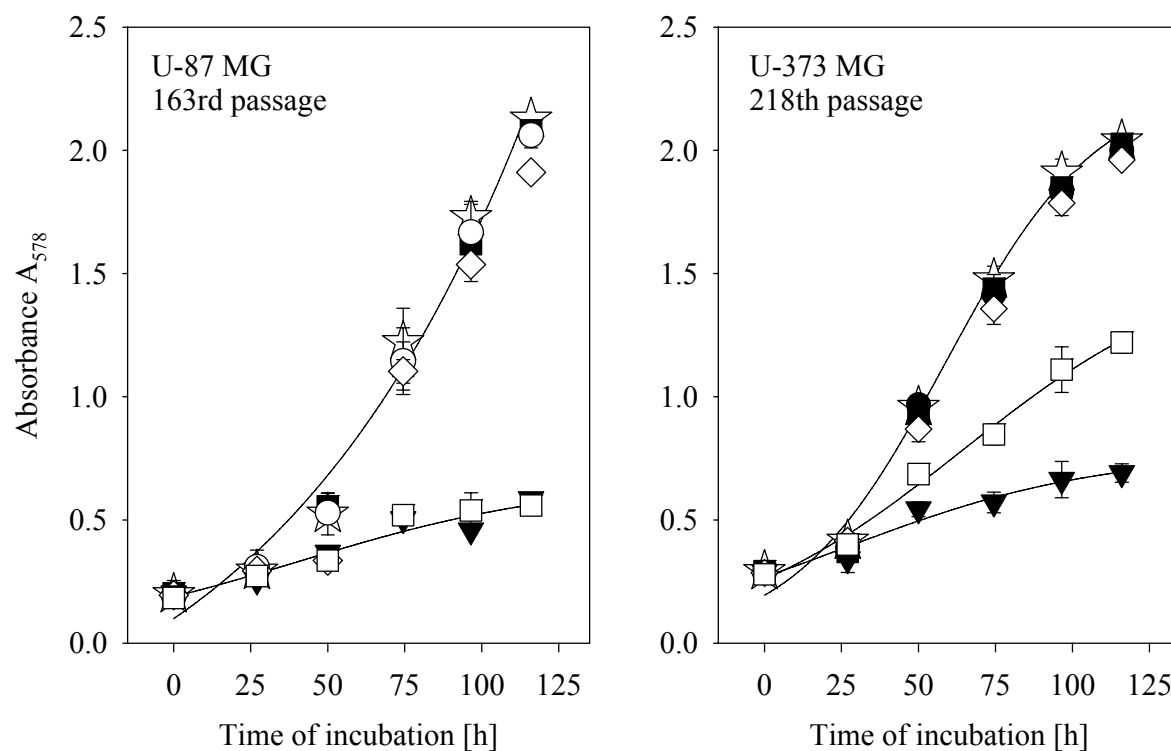 U-87 MG
163rd passage
2.5
2.0
1.5
1.0
0.5
0.0
Absorbance A578
0 25 50 75 100 125
Time of incubation [h]
U-373 MG
218th passage
2.5
2.0
1.5
1.0
0.5
0.0
0 25 50 75 100 125
Time of incubation [h]